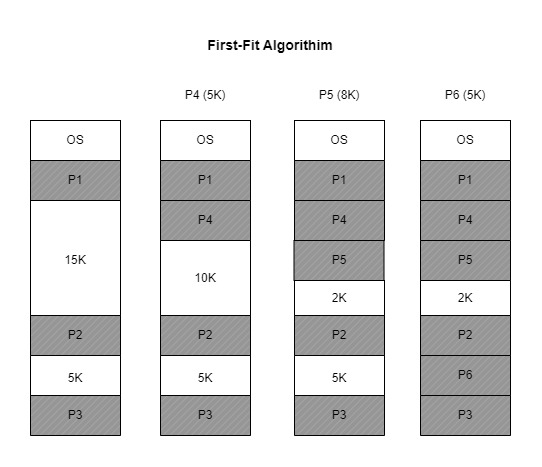 First-Fit Algorithim
P4 (5K)
P5 (8K)
P6 (5K)
OS
P1
15K
P2
5K
P3
OS
P1
P4
10K
P2
5K
P3
OS
P1
P4
P5
2K
P2
5K
P3
OS
P1
P4
P5
2K
P2
P6
P3